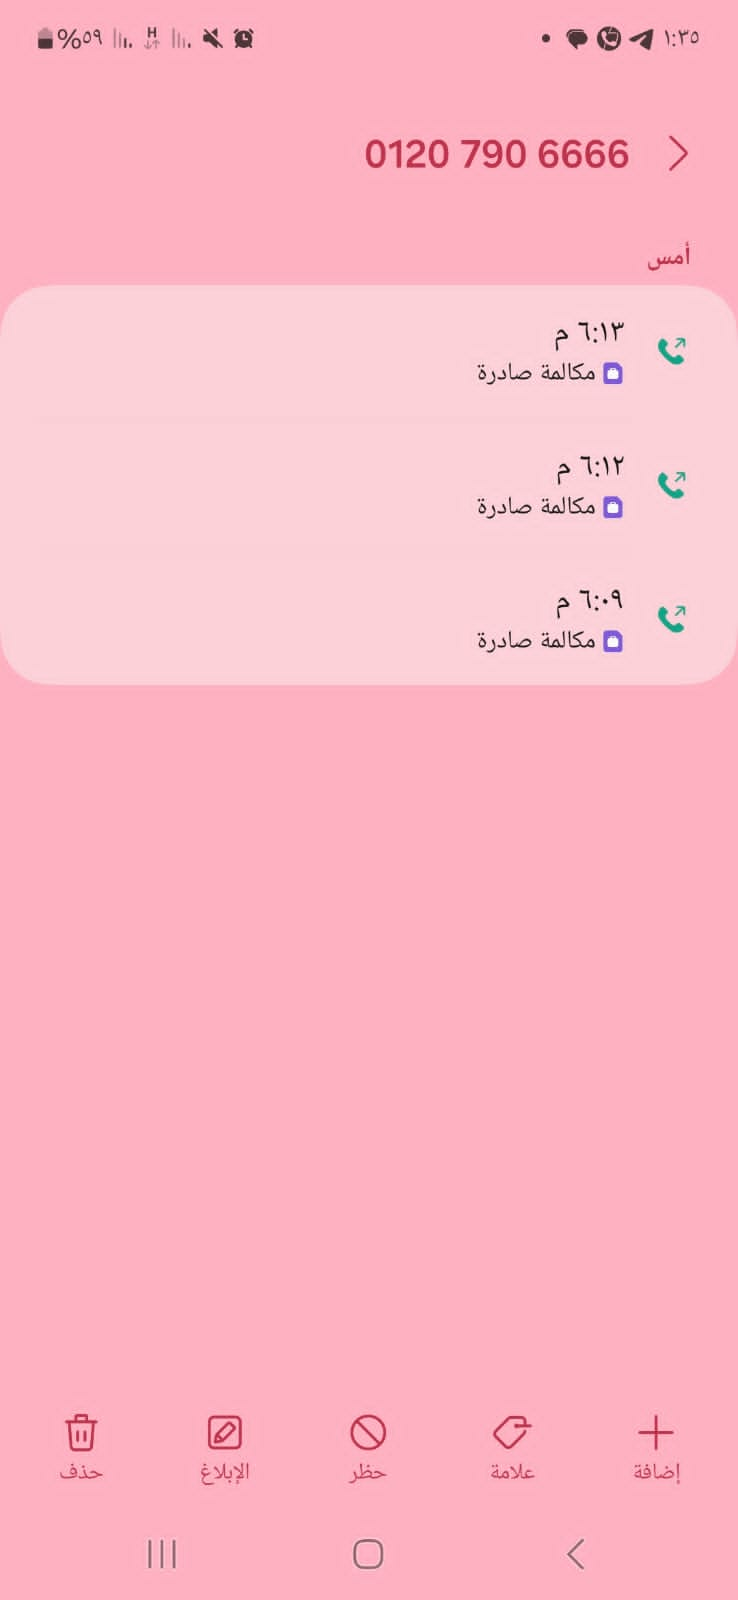 ١:٣٥
%٥٩
H
0120 790 6666
أمس
٦:١٣ م
مكالمة صادرة
٦:١٢ م
مكالمة صادرة
٦:٠٩ م
مكالمة صادرة
إضافة
علامة
حظر
الإبلاغ
حذف